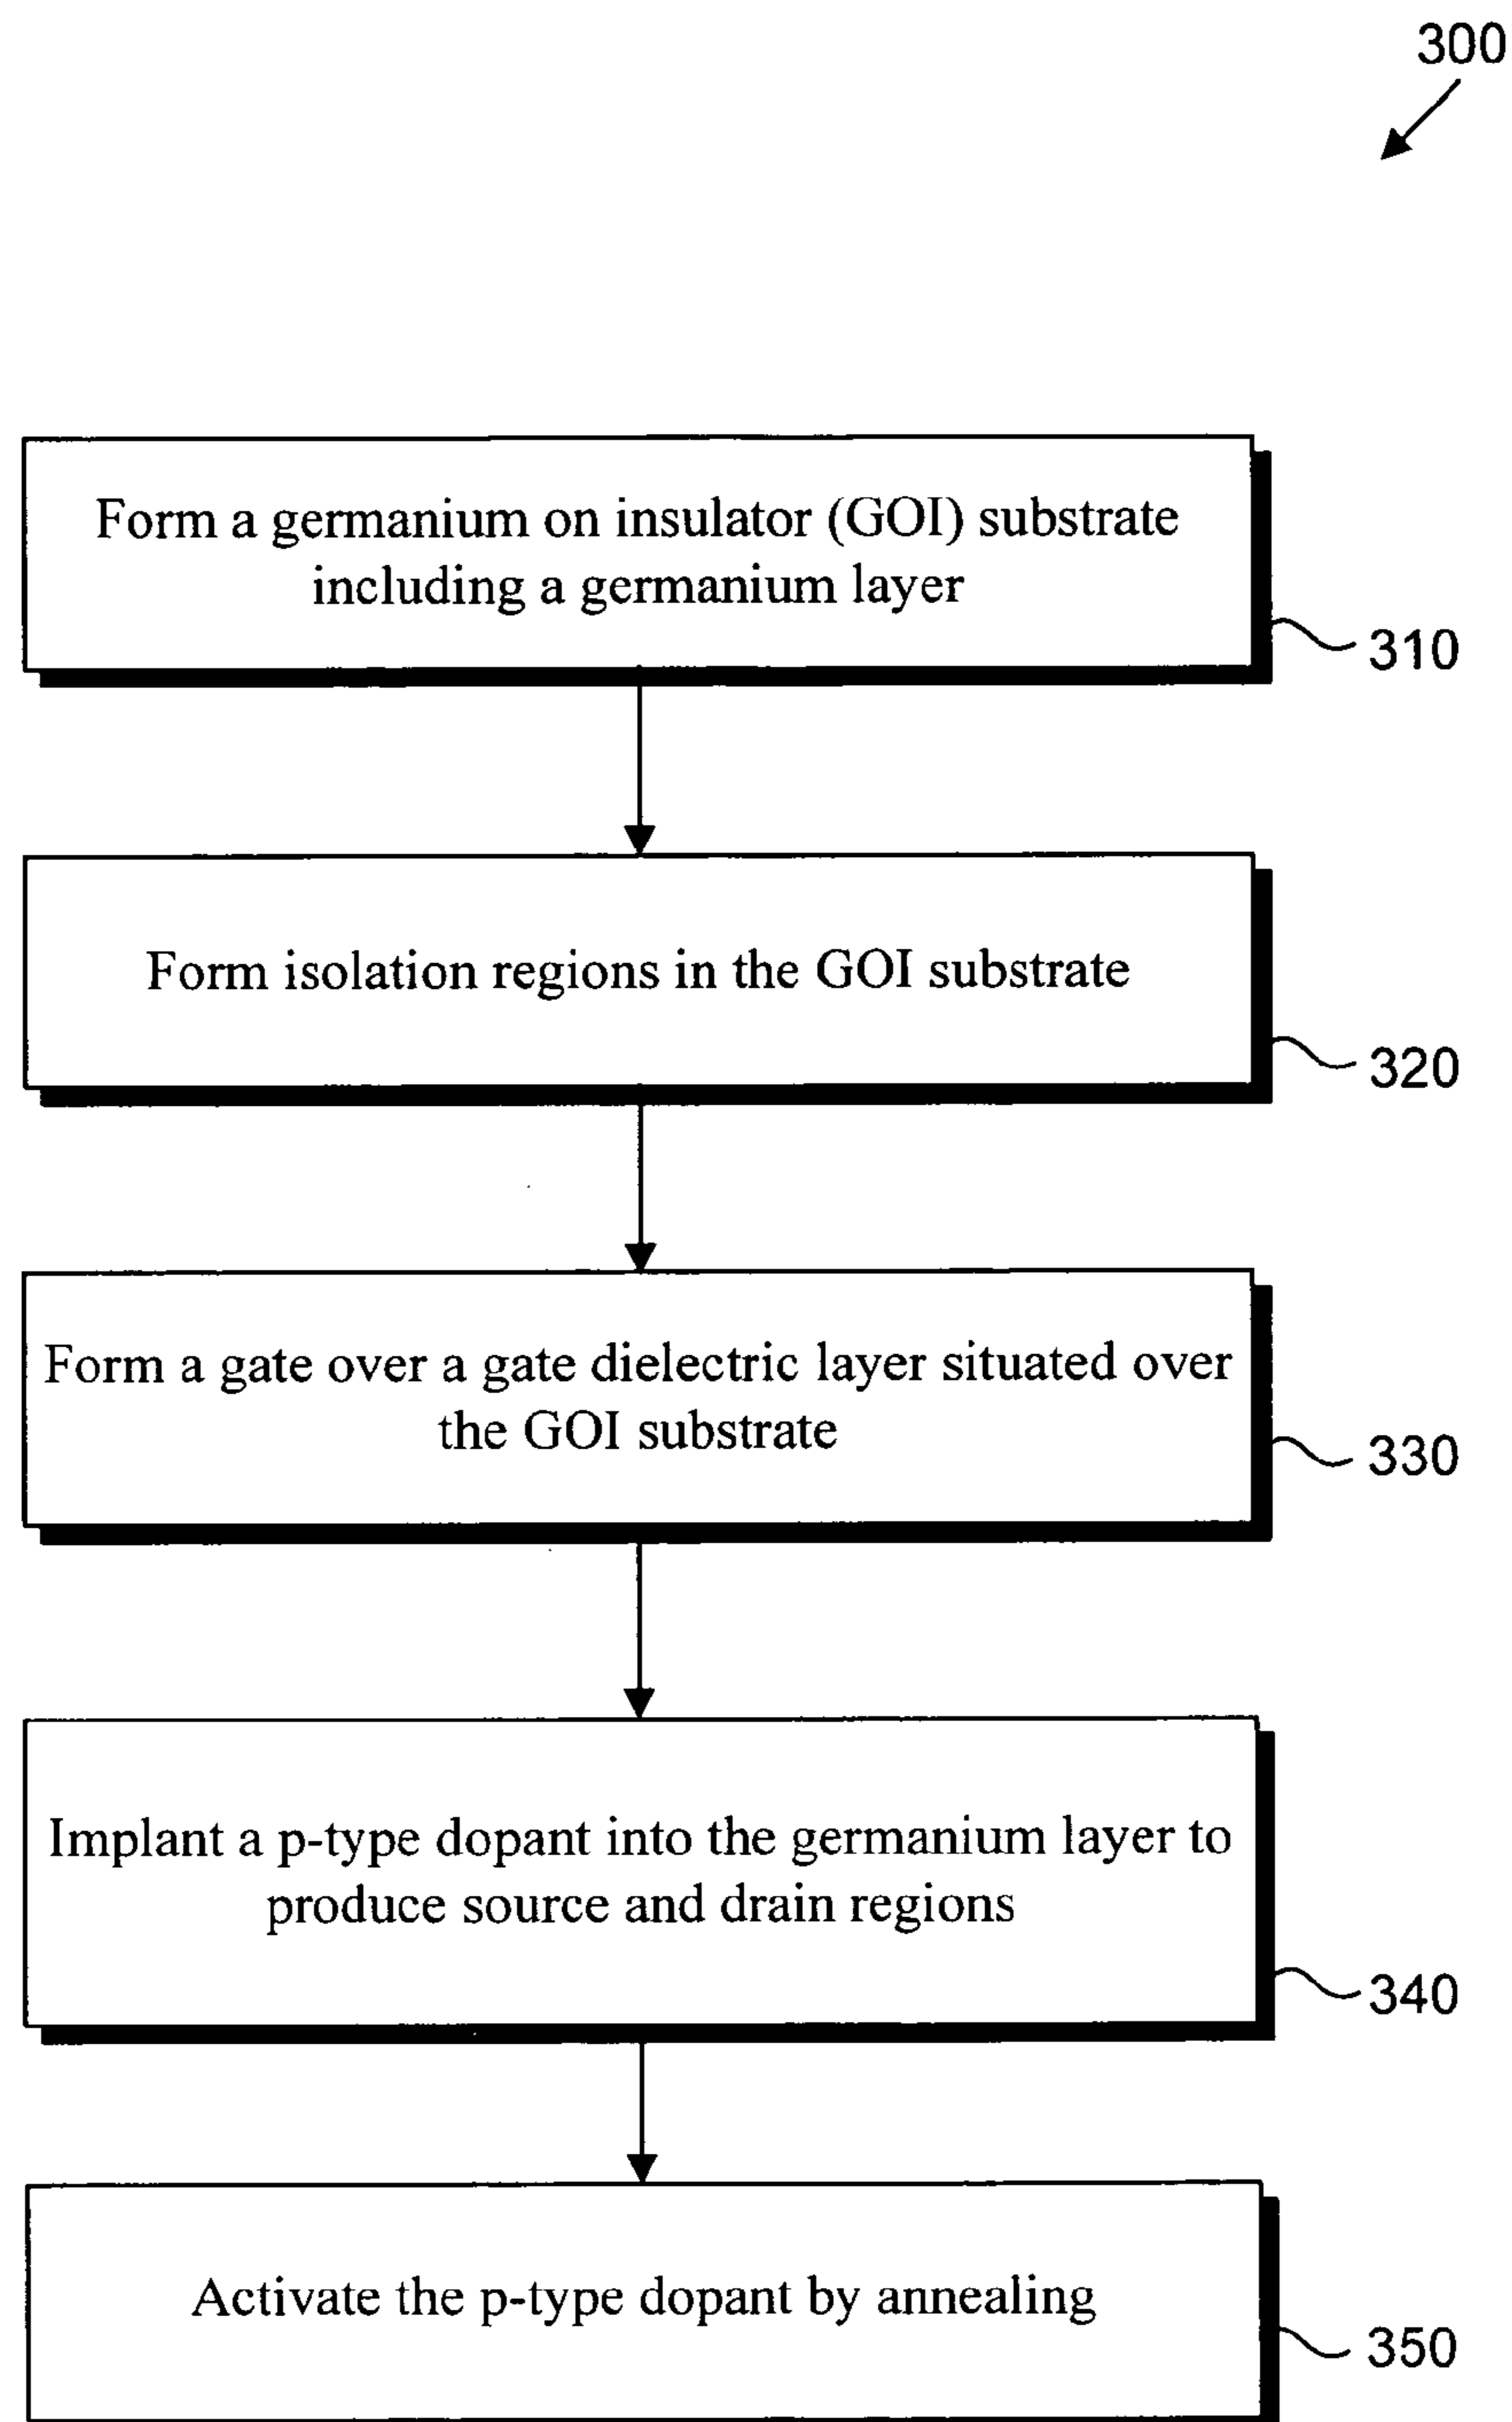 300
Form a germanium on insulator (GOI) substrate
including a germanium layer
310
Form isolation regions in the GOI substrate
320
Form a gate over a gate dielectric layer situated over
the GOI substrate
330
Implant a p-type dopant into the germanium layer to
produce source and drain regions
340
Activate the p-type dopant by annealing
350